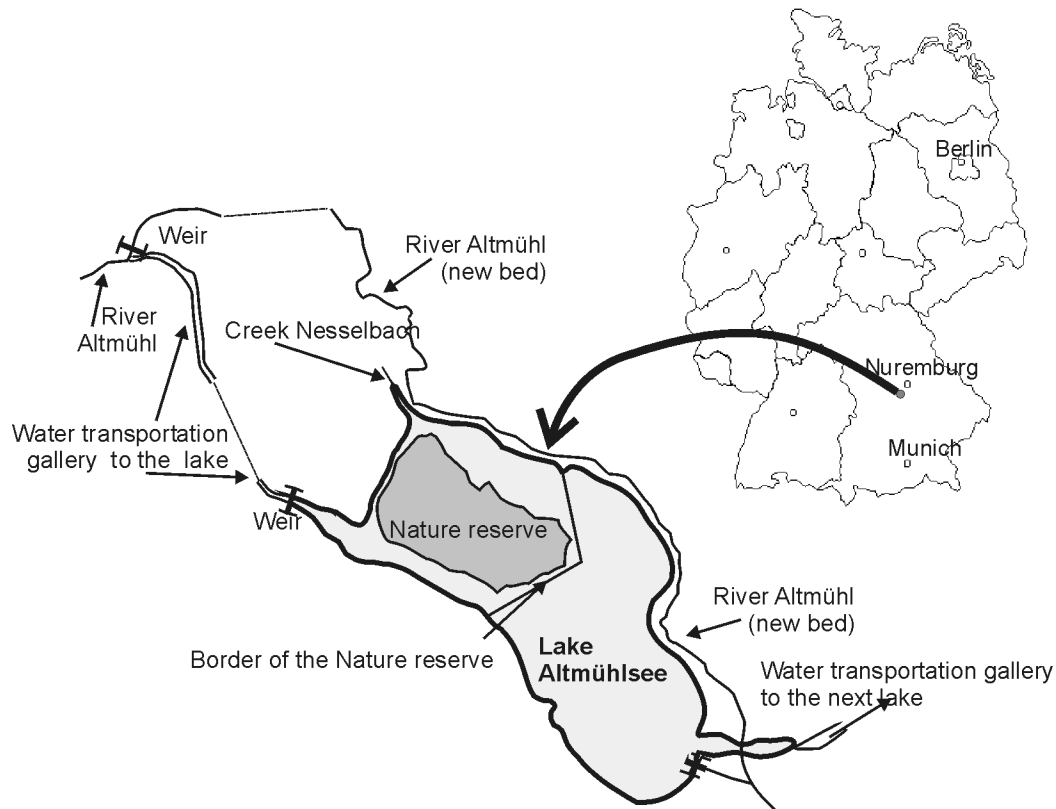 Berlin
Weir
River Altmühl
(new bed)
River
Altmühl
Creek Nesselbach
Nuremburg
Water transportation
gallery to the lake
Munich
Weir
Nature reserve
River Altmühl
(new bed)
Border of the Nature reserve
Lake
Altmühlsee
Water transportation gallery
to the next lake